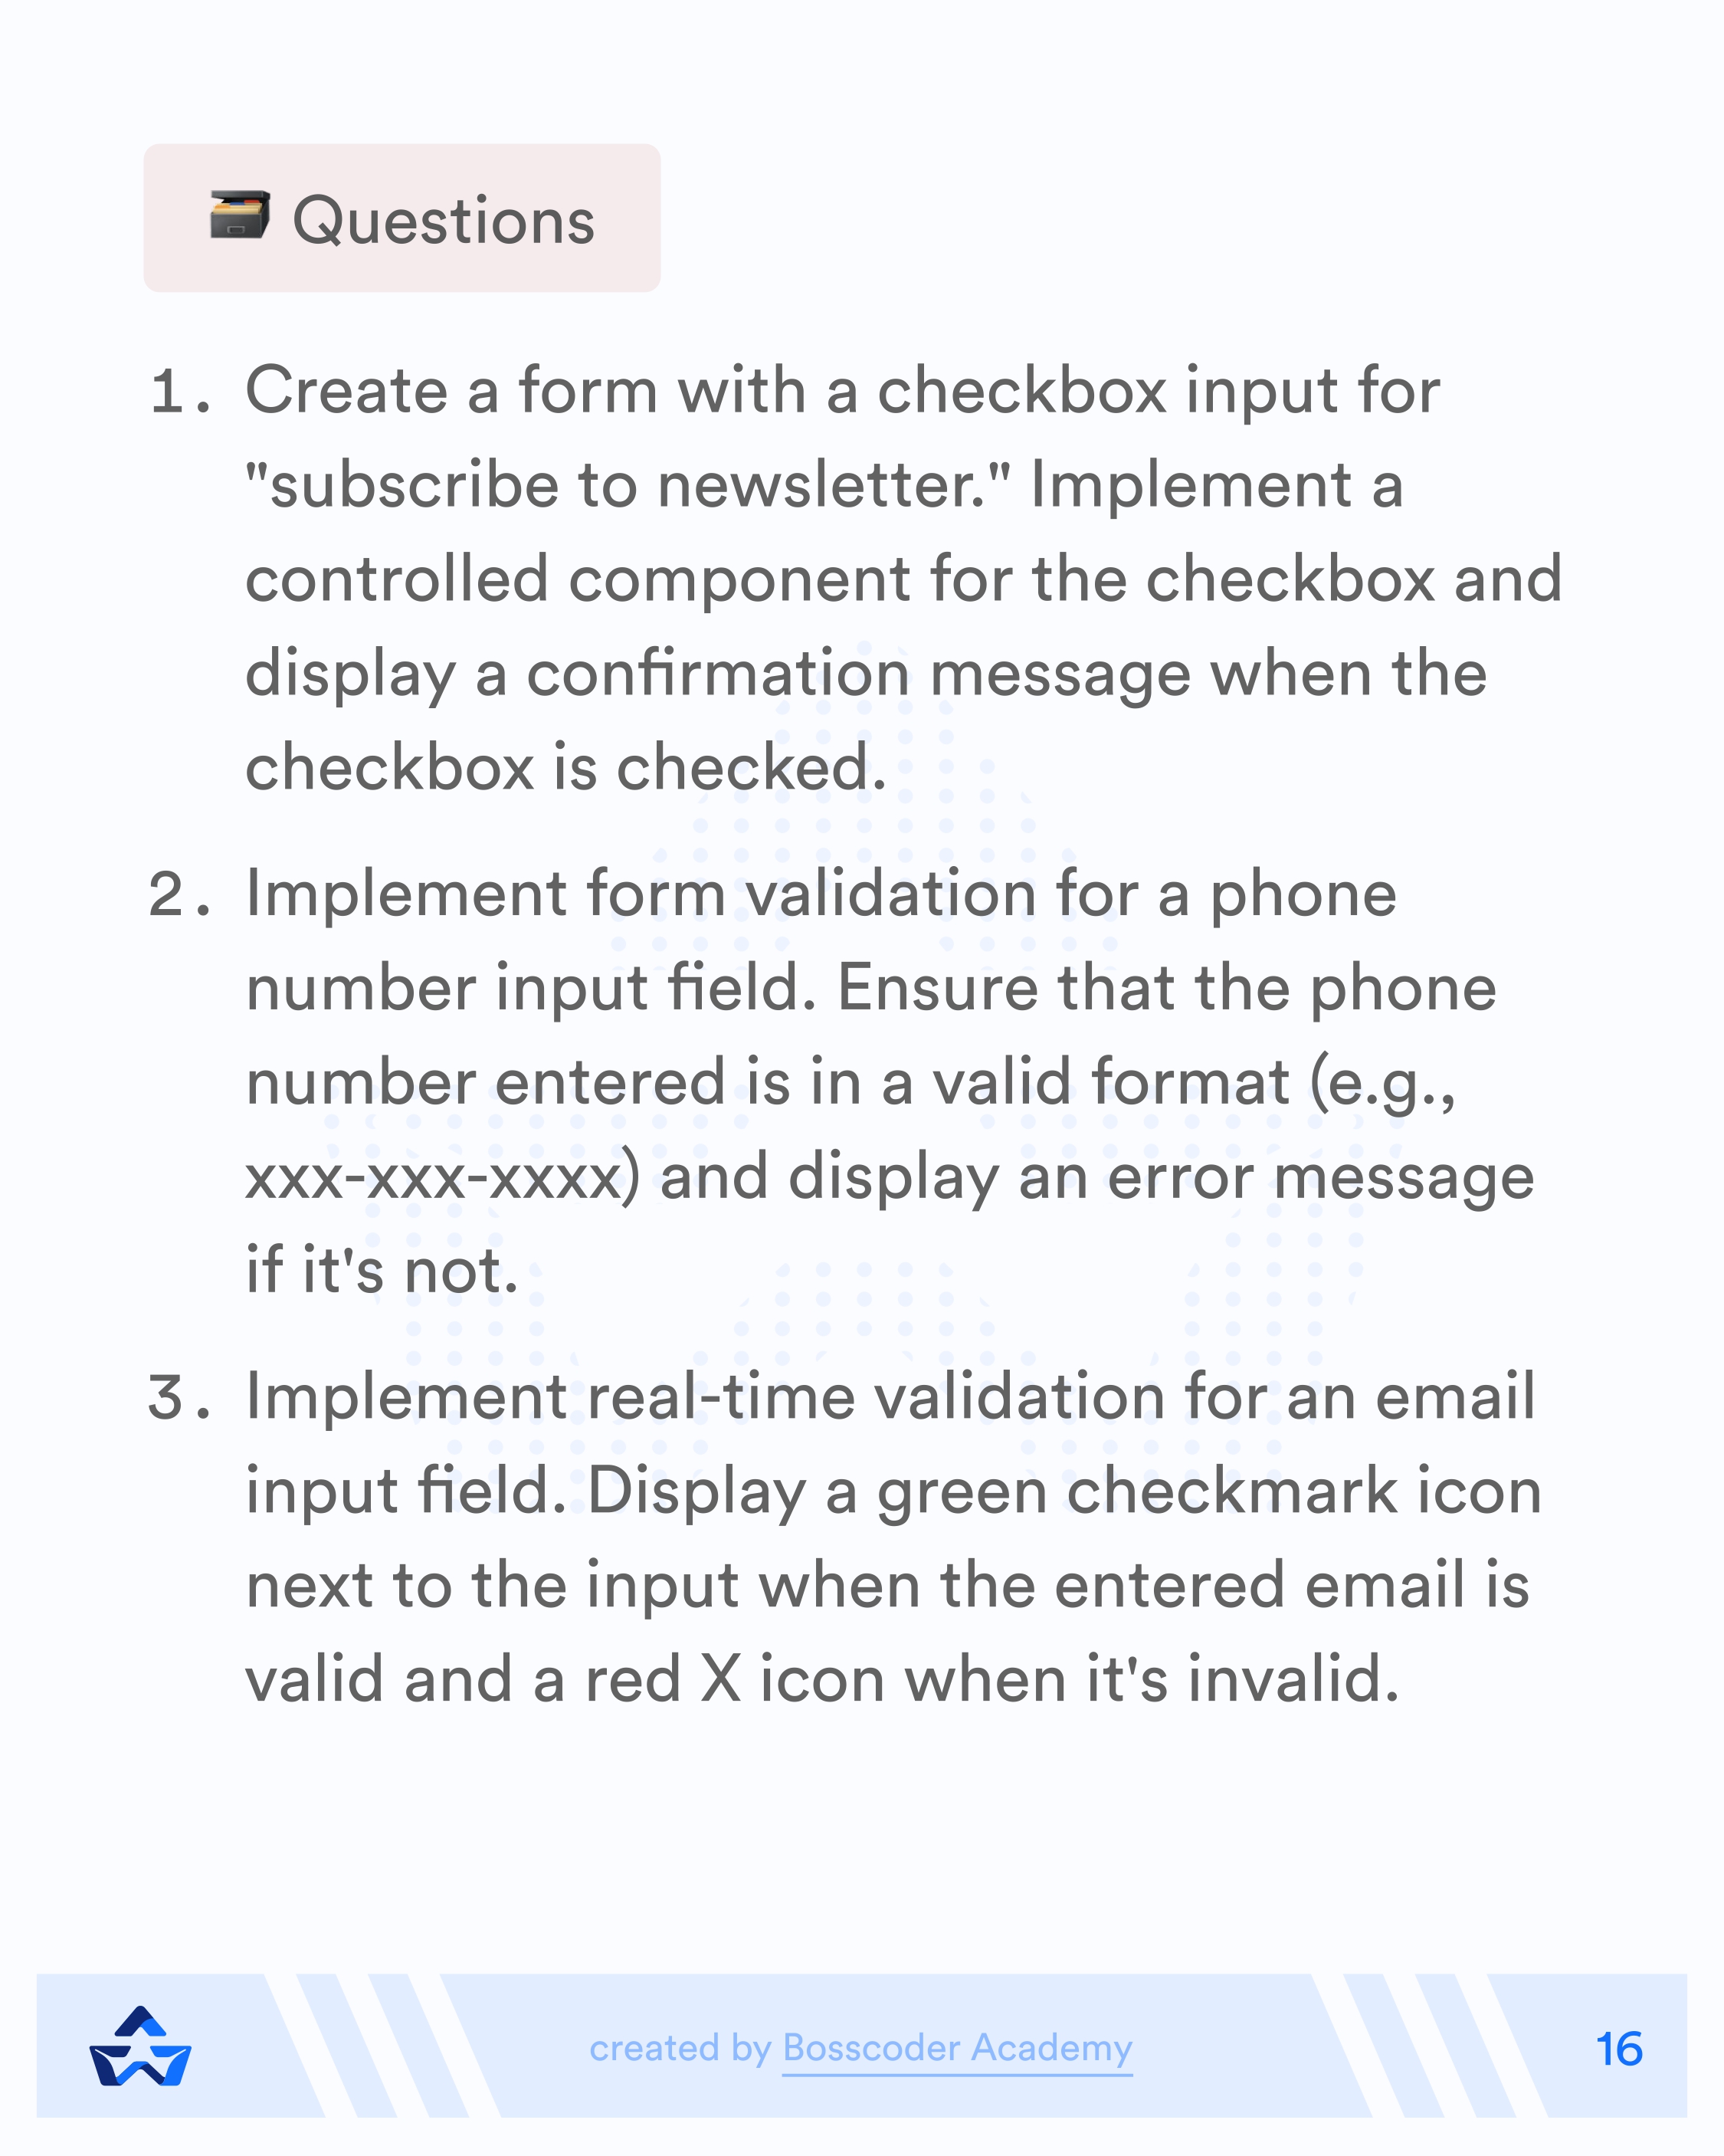 Questions
1. Create a form with a checkbox input for
"subscribe to newsletter." Implement a
controlled component for the checkbox and
display a confirmation message when the
checkbox is checked.
2. Implement form validation for a phone
number input field. Ensure that the phone
number entered is in a valid format (e.g.,
xxx-xxx-xxxx) and display an error message
if it's not.
3. Implement real-time validation for an email
input field. Display a green checkmark icon
next to the input when the entered email is
valid and a red X icon when it's invalid.
created by Bosscoder Academy
16